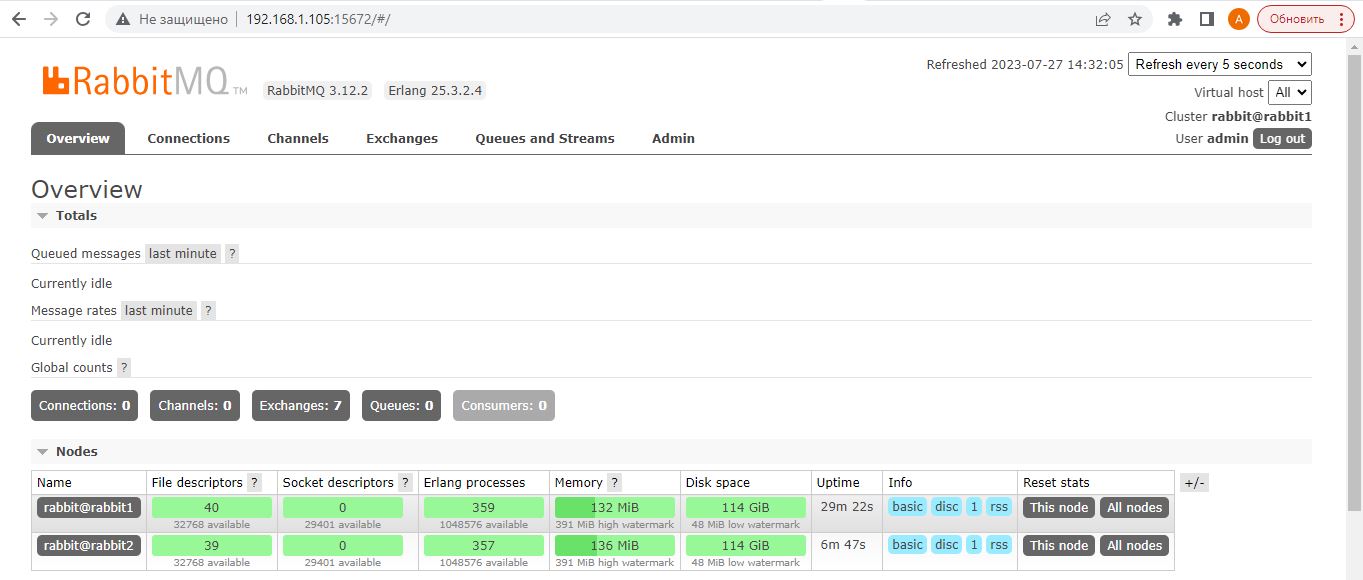 Не защищено 192.168.1.105:15672/#/ A Обновить
RabbitMQ TM RabbitMQ 3.12.2 Erlang 25.3.2.4
Refreshed 2023-07-27 14:32:05 Refresh every 5 seconds
Virtual host All
Cluster rabbit@rabbit1
User admin Log out
Overview Connections Channels Exchanges Queues and Streams Admin
Overview
Totals
Queued messages last minute ?
Currently idle
Message rates last minute ?
Currently idle
Global counts ?
Connections: 0 Channels: 0 Exchanges: 7 Queues: 0 Consumers: 0
Nodes
Name File descriptors ? Socket descriptors ? Erlang processes Memory ? Disk space Uptime Info Reset stats +/-
rabbit@rabbit1 40 0 359 132 MiB 114 GiB 29m 22s basic disc 1 rss This node All nodes
32768 available 29401 available 1048576 available 391 MiB high watermark 48 MiB low watermark
rabbit@rabbit2 39 0 357 136 MiB 114 GiB 6m 47s basic disc 1 rss This node All nodes
32768 available 29401 available 1048576 available 391 MiB high watermark 48 MiB low watermark